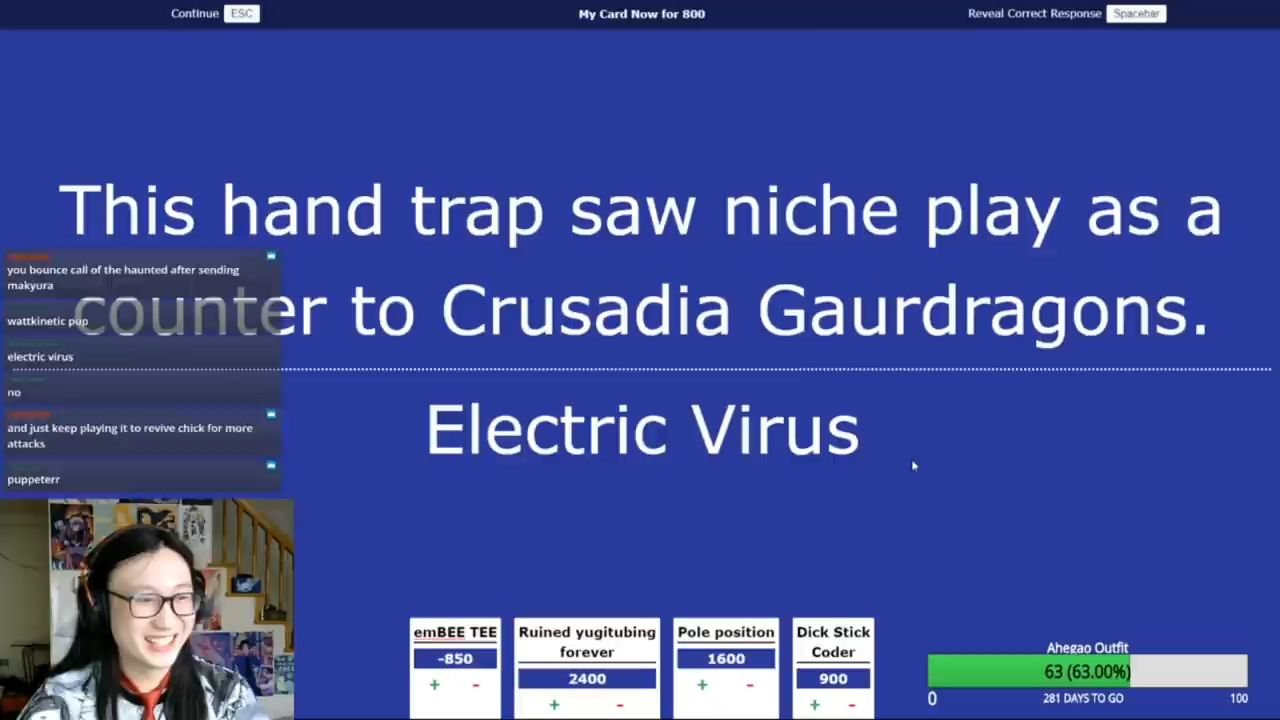 Continue ESC
My Card Now for 800
Reveal Correct Response Spacebar
This hand trap saw niche play as a
counter to Crusadia Gaurdragons.
Electric Virus
you bounce call of the haunted after sending
makyura
wattkinetic pup
electric virus
no
and just keep playing it to revive chick for more
attacks
puppeterr
emBEE TEE
-850
+ -
Ruined yugitubing
forever
2400
+ -
Pole position
1600
+ -
Dick Stick
Coder
900
+ -
Ahegao Outfit
63 (63.00%)
0
281 DAYS TO GO
100